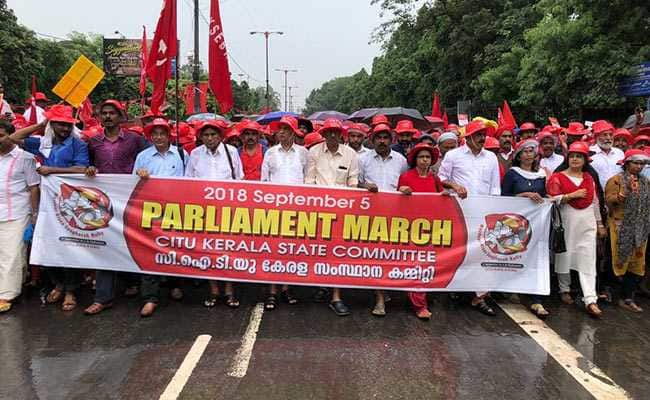 2018 September 5
PARLIAMENT MARCH
CITU KERALA STATE COMMITTEE
സി.ഐ.ടി.യു കേരള സംസ്ഥാന കമ്മിറ്റി